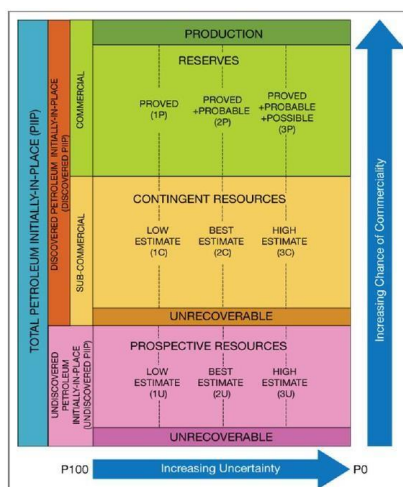 TOTAL PETROLEUM INITIALLY-IN-PLACE (PIIP)
DISCOVERED PETROLEUM INITIALLY-IN-PLACE
(DISCOVERED PIIP)
COMMERCIAL
SUB-COMMERCIAL
UNDISCOVERED
PETROLEUM
INITIALLY-IN-PLACE
(UNDISCOVERED PIIP)
PRODUCTION
RESERVES
PROVED
(1P)
PROVED
+PROBABLE
(2P)
PROVED
+PROBABLE
+POSSIBLE
(3P)
CONTINGENT RESOURCES
LOW
ESTIMATE
(1C)
BEST
ESTIMATE
(2C)
HIGH
ESTIMATE
(3C)
UNRECOVERABLE
PROSPECTIVE RESOURCES
LOW
ESTIMATE
(1U)
BEST
ESTIMATE
(2U)
HIGH
ESTIMATE
(3U)
UNRECOVERABLE
Increasing Chance of Commerciality
P100
Increasing Uncertainty
P0